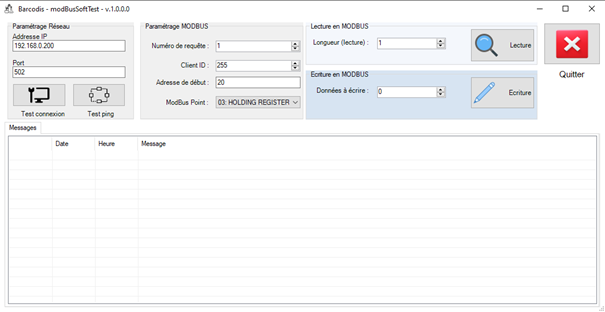 Barcodis - modBusSoftTest - v.1.0.0.0
Paramétrage Réseau
Addresse IP
192.168.0.200
Port
502
Test connexion
Test ping
Paramétrage MODBUS
Numéro de requête : 1
Client ID : 255
Adresse de début : 20
ModBus Point : 03: HOLDING REGISTER
Lecture en MODBUS
Longueur (lecture) : 1
Lecture
Ecriture en MODBUS
Données à écrire : 0
Ecriture
Quitter
Messages
Date Heure Message